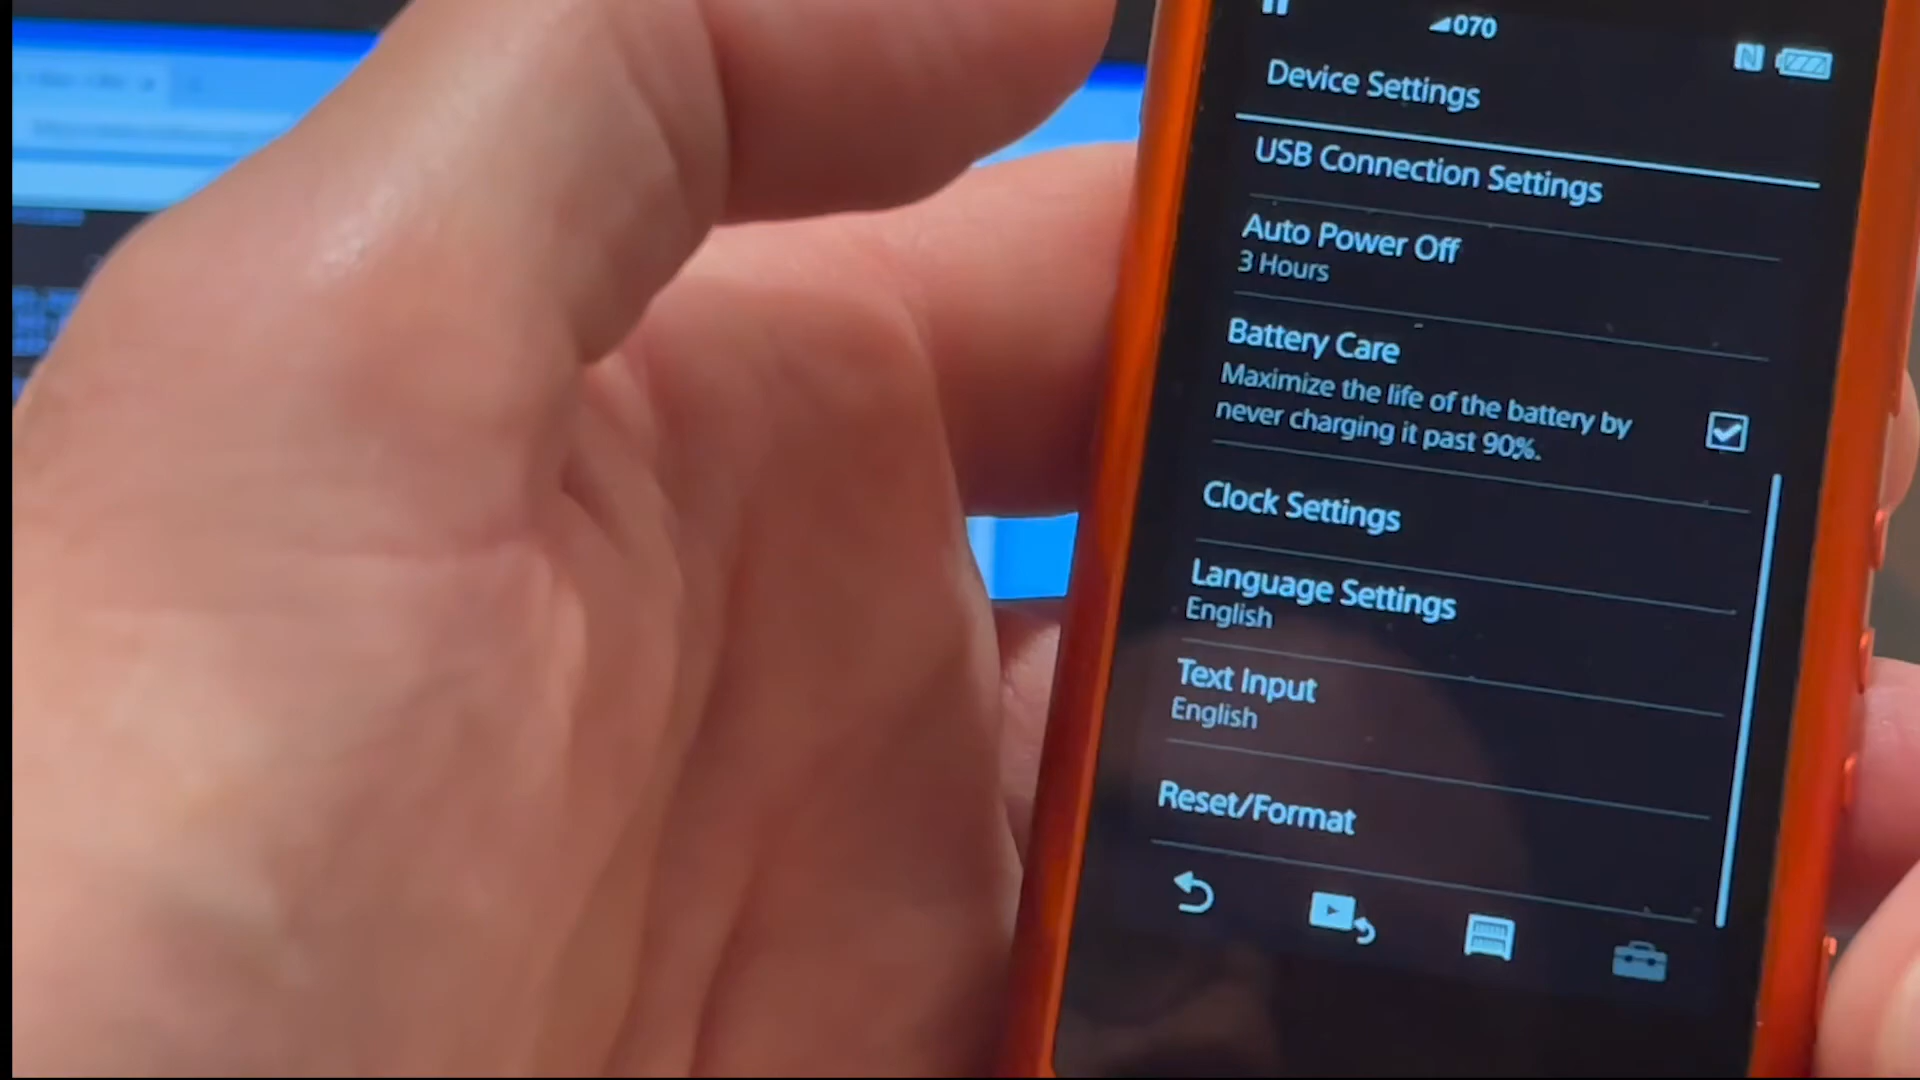 070
N
Device Settings
USB Connection Settings
Auto Power Off
3 Hours
Battery Care
Maximize the life of the battery by
never charging it past 90%.
Clock Settings
Language Settings
English
Text Input
English
Reset/Format